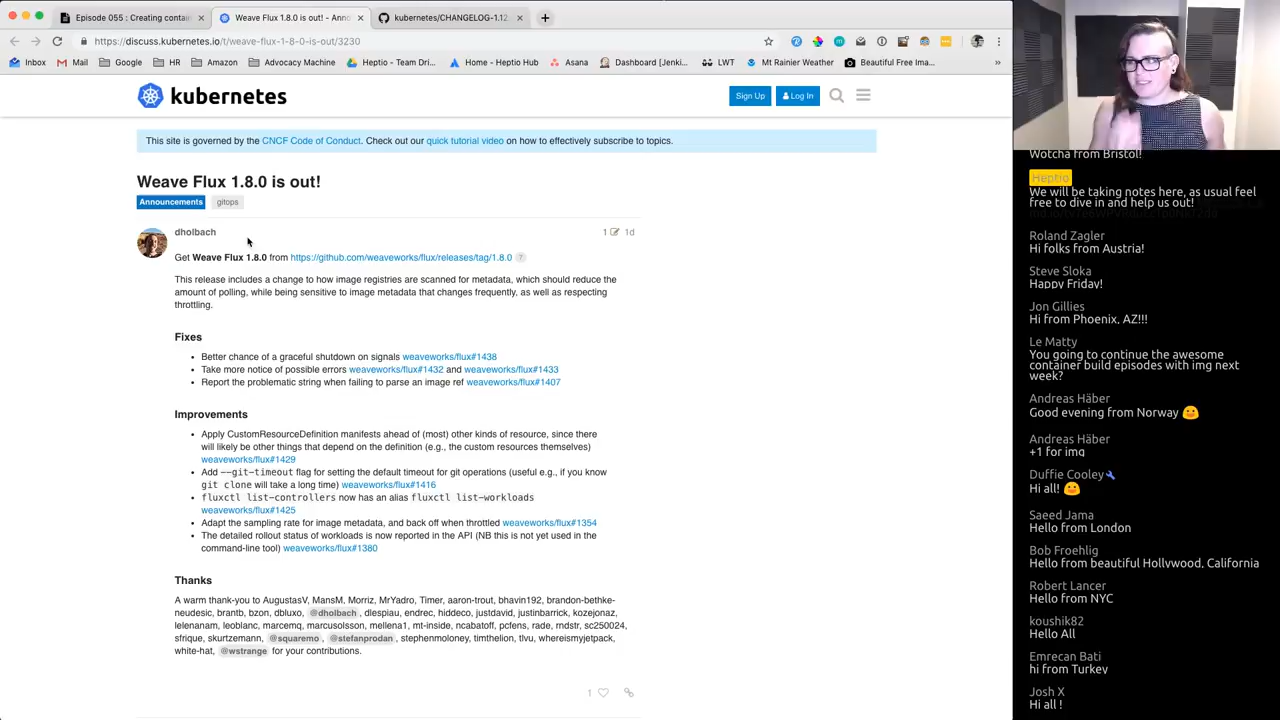 Episode 055 : Creating contain
Weave Flux 1.8.0 is out! - Anno
kubernetes/CHANGELOG-1.12.
https://discuss.kubernetes.io/t/weave-flux-1-8-0-is-out/3230
Inbox
Mail
Google
HR
Amazon
Advocacy Machine
Heptio - Team Dri...
Home - Heptio Hub
Asana
Dashboard [Jenki...
LWT
Mt Rainier Weather
Beautiful Free Ima...
»
kubernetes
Sign Up
Log In
This site is governed by the CNCF Code of Conduct. Check out our quick tutorial video on how to effectively subscribe to topics.
Weave Flux 1.8.0 is out!
Announcements
gitops
dholbach
1
1d
Get Weave Flux 1.8.0 from https://github.com/weaveworks/flux/releases/tag/1.8.0 ?
This release includes a change to how image registries are scanned for metadata, which should reduce the
amount of polling, while being sensitive to image metadata that changes frequently, as well as respecting
throttling.
Fixes
• Better chance of a graceful shutdown on signals weaveworks/flux#1438
• Take more notice of possible errors weaveworks/flux#1432 and weaveworks/flux#1433
• Report the problematic string when failing to parse an image ref weaveworks/flux#1407
Improvements
• Apply CustomResourceDefinition manifests ahead of (most) other kinds of resource, since there
will likely be other things that depend on the definition (e.g., the custom resources themselves)
weaveworks/flux#1429
• Add --git-timeout flag for setting the default timeout for git operations (useful e.g., if you know
git clone will take a long time) weaveworks/flux#1416
• fluxctl list-controllers now has an alias fluxctl list-workloads
weaveworks/flux#1425
• Adapt the sampling rate for image metadata, and back off when throttled weaveworks/flux#1354
• The detailed rollout status of workloads is now reported in the API (NB this is not yet used in the
command-line tool) weaveworks/flux#1380
Thanks
A warm thank-you to AugustasV, MansM, Morriz, MrYadro, Timer, aaron-trout, bhavin192, brandon-bethke-
neudesic, brantb, bzon, dbluxo, @dholbach , dlespiau, endrec, hiddeco, justdavid, justinbarrick, kozejonaz,
lelenanam, leoblanc, marcemq, marcusolsson, mellena1, mt-inside, ncabatoff, pcfens, rade, rndstr, sc250024,
sfrique, skurtzemann, @squaremo , @stefanprodan , stephenmoloney, timthelion, tlvu, whereismyjetpack,
white-hat, @wstrange for your contributions.
1
Wotcha from Bristol!
Heptio
We will be taking notes here, as usual feel
free to dive in and help us out!
Roland Zagler
Hi folks from Austria!
Steve Sloka
Happy Friday!
Jon Gillies
Hi from Phoenix, AZ!!!
Le Matty
You going to continue the awesome
container build episodes with img next
week?
Andreas Häber
Good evening from Norway
Andreas Häber
+1 for img
Duffie Cooley
Hi all!
Saeed Jama
Hello from London
Bob Froehlig
Hello from beautiful Hollywood, California
Robert Lancer
Hello from NYC
koushik82
Hello All
Emrecan Bati
hi from Turkey
Josh X
Hi all !